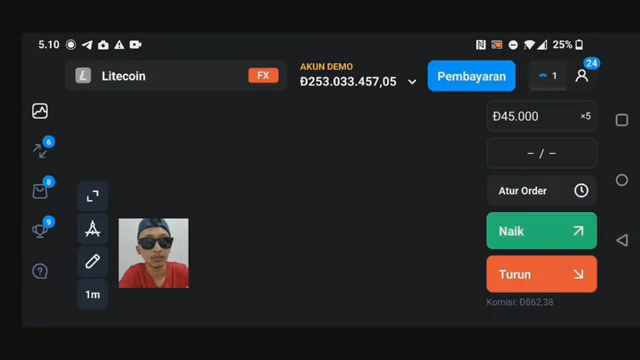 5.10
25%
Litecoin
FX
AKUN DEMO
Đ253.033.457,05
Pembayaran
1
24
Đ45.000
×5
6
– / –
8
Atur Order
9
Naik
Turun
1m
Komisi: Đ862,38